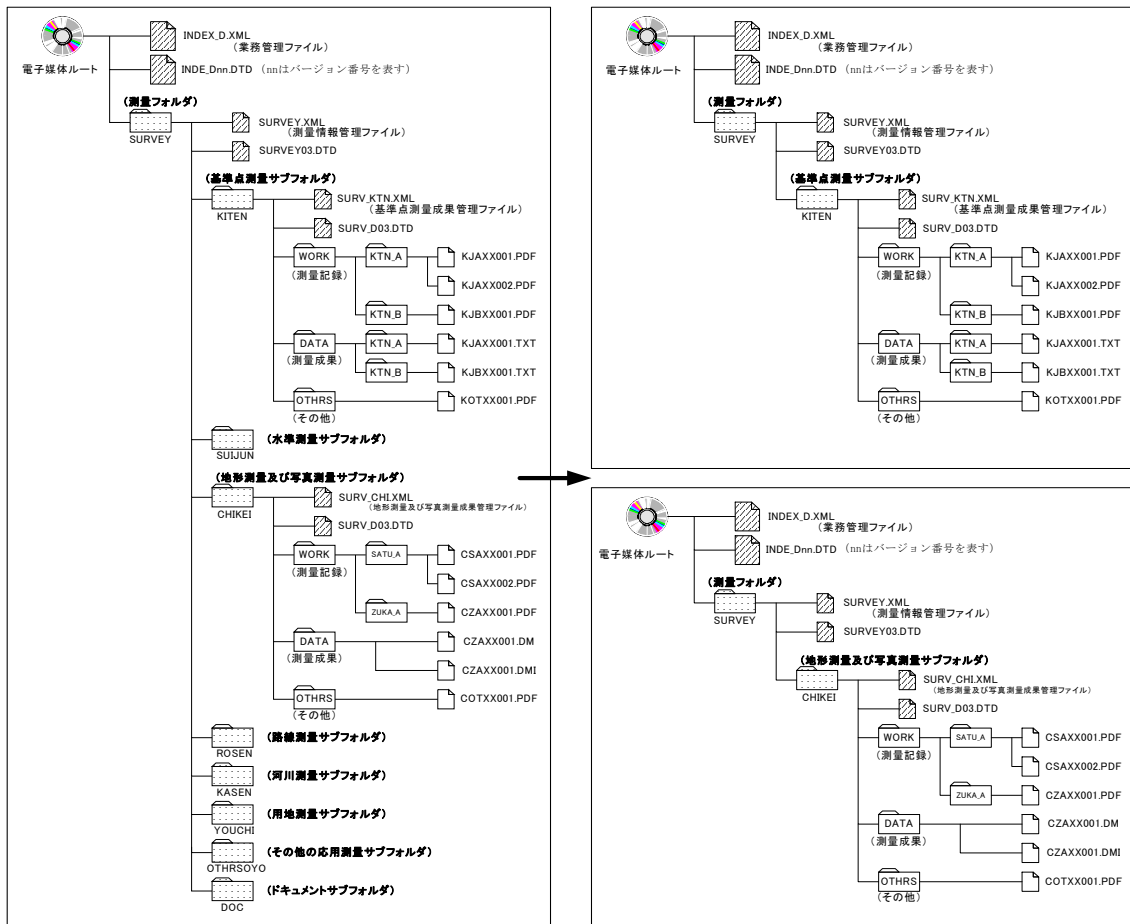 INDEX_D.XML
(業務管理ファイル)
電子媒体ルート
INDE_Dnn.DTD (nnはバージョン番号を表す)
(測量フォルダ)
SURVEY
SURVEY.XML
(測量情報管理ファイル)
SURVEY03.DTD
(基準点測量サブフォルダ)
KITEN
SURV_KTN.XML
(基準点測量成果管理ファイル)
SURV_D03.DTD
WORK
(測量記録)
KTN_A
KJAXX001.PDF
KJAXX002.PDF
KTN_B
KJBXX001.PDF
DATA
(測量成果)
KTN_A
KJAXX001.TXT
KTN_B
KJBXX001.TXT
OTHRS
(その他)
KOTXX001.PDF
SUIJUN
(水準測量サブフォルダ)
(地形測量及び写真測量サブフォルダ)
CHIKEI
SURV_CHI.XML
(地形測量及び写真測量成果管理ファイル)
SURV_D03.DTD
WORK
(測量記録)
SATU_A
CSAXX001.PDF
CSAXX002.PDF
ZUKA_A
CZAXX001.PDF
DATA
(測量成果)
CZAXX001.DM
CZAXX001.DMI
OTHRS
(その他)
COTXX001.PDF
ROSEN
(路線測量サブフォルダ)
KASEN
(河川測量サブフォルダ)
YOUCHI
(用地測量サブフォルダ)
OTHRSOYO
(その他の応用測量サブフォルダ)
DOC
(ドキュメントサブフォルダ)
INDEX_D.XML
(業務管理ファイル)
電子媒体ルート
INDE_Dnn.DTD (nnはバージョン番号を表す)
(測量フォルダ)
SURVEY
SURVEY.XML
(測量情報管理ファイル)
SURVEY03.DTD
(基準点測量サブフォルダ)
KITEN
SURV_KTN.XML
(基準点測量成果管理ファイル)
SURV_D03.DTD
WORK
(測量記録)
KTN_A
KJAXX001.PDF
KJAXX002.PDF
KTN_B
KJBXX001.PDF
DATA
(測量成果)
KTN_A
KJAXX001.TXT
KTN_B
KJBXX001.TXT
OTHRS
(その他)
KOTXX001.PDF
INDEX_D.XML
(業務管理ファイル)
電子媒体ルート
INDE_Dnn.DTD (nnはバージョン番号を表す)
(測量フォルダ)
SURVEY
SURVEY.XML
(測量情報管理ファイル)
SURVEY03.DTD
(地形測量及び写真測量サブフォルダ)
CHIKEI
SURV_CHI.XML
(地形測量及び写真測量成果管理ファイル)
SURV_D03.DTD
WORK
(測量記録)
SATU_A
CSAXX001.PDF
CSAXX002.PDF
ZUKA_A
CZAXX001.PDF
DATA
(測量成果)
CZAXX001.DM
CZAXX001.DMI
OTHRS
(その他)
COTXX001.PDF